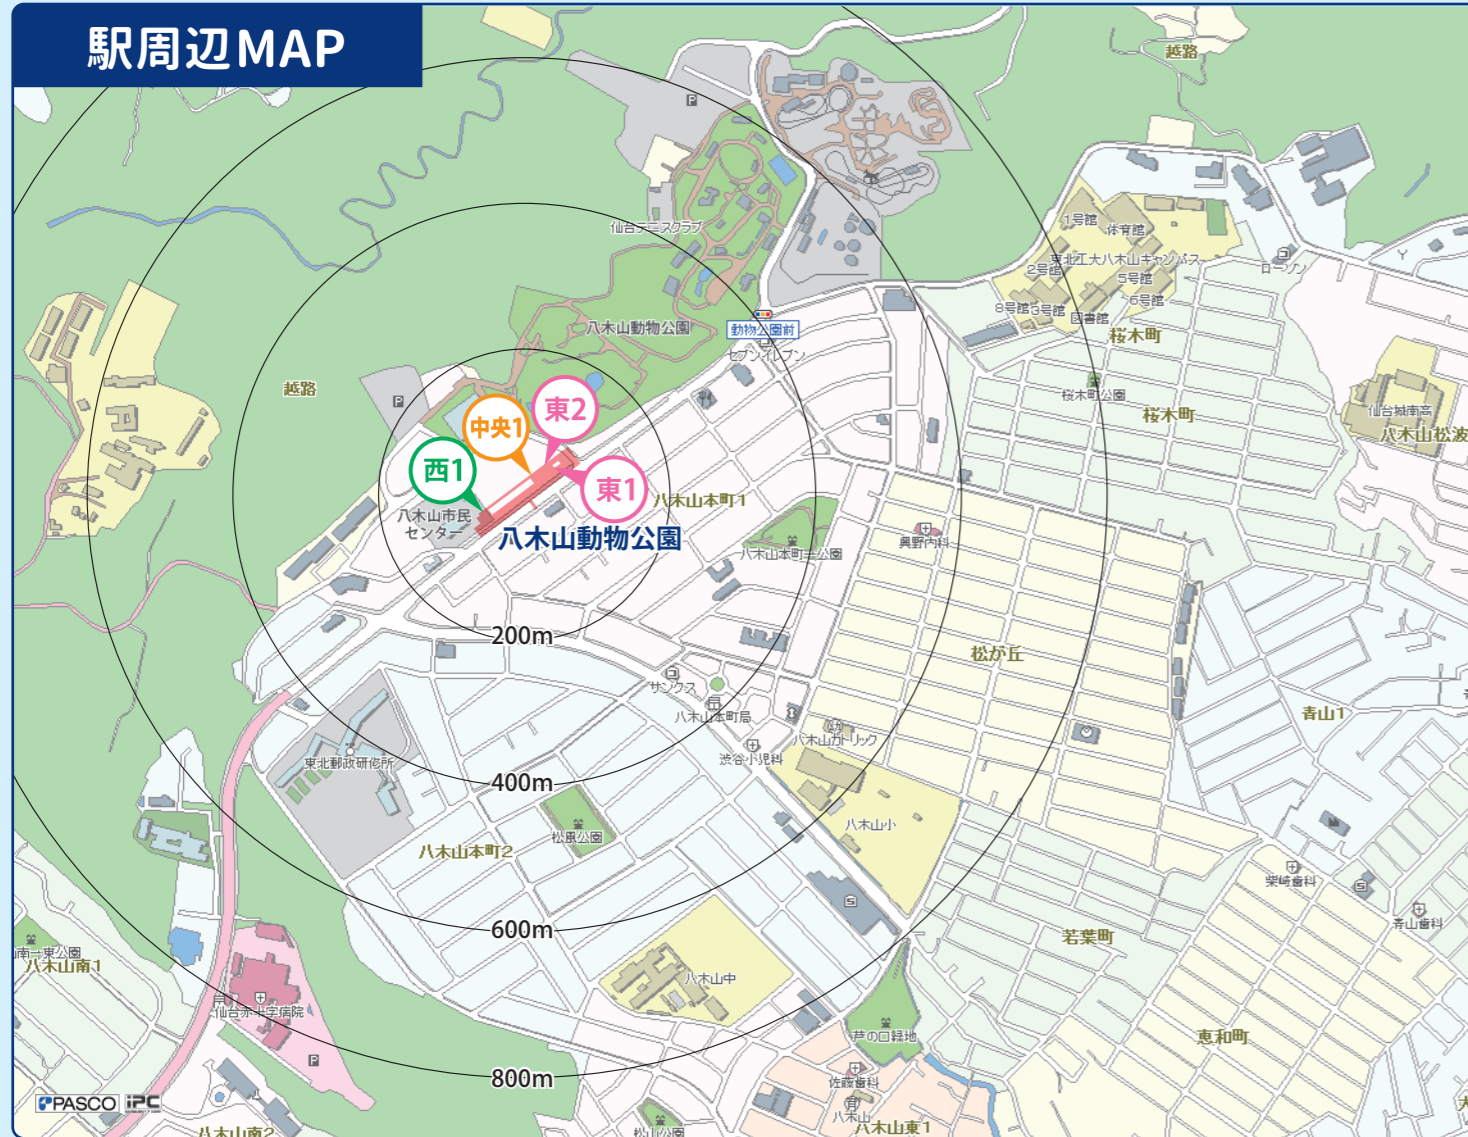 駅周辺MAP
越路
P
仙台テニスクラブ
1号館
体育館
東北工大八木山キャンパス
2号館
5号館
6号館
8号館
3号館
図書館
ローソン
八木山動物公園
動物公園前
セブンイレブン
桜木町
越路
P
桜木町公園
桜木町
仙台城南高
八木山松波
東2
中央1
西1
東1
八木山本町1
八木山市民
センター
八木山動物公園
興野内科
200m
松が丘
サンクス
八木山本町局
青山1
八木山カトリック
渋谷小児科
東北郵政研修所
400m
松風公園
八木山小
八木山本町2
柴崎歯科
S
S
青山歯科
600m
若葉町
南一東公園
八木山南1
八木山中
仙台赤十字病院
芦の口緑地
恵和町
P
800m
佐藤歯科
八木山
八木山東1
松山公園
PASCO iPC
八木山南2